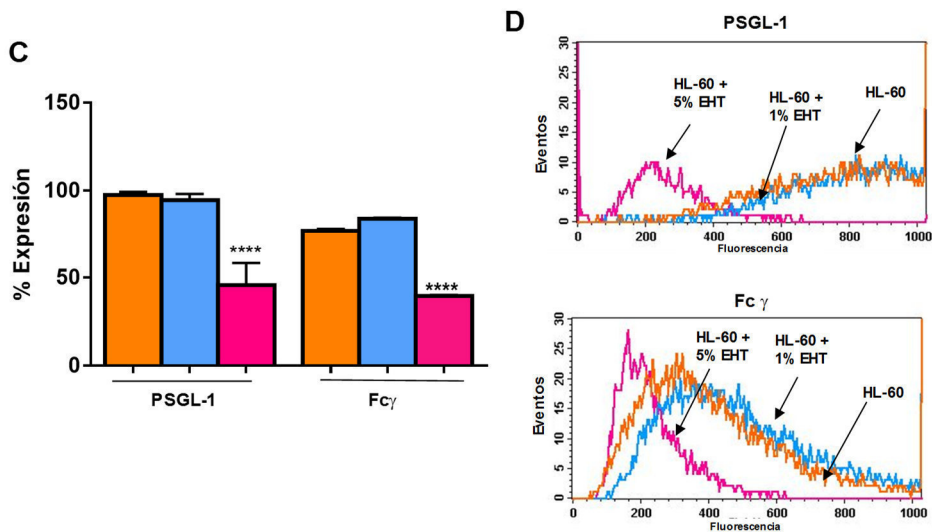 C
% Expresión
150
100
50
0
****
****
PSGL-1
Fcγ
D
PSGL-1
Eventos
30
25
20
15
10
5
0
HL-60 +
5% EHT
HL-60 +
1% EHT
HL-60
0 200 400 600 800 1000
Fluorescencia
Fc γ
Eventos
30
25
20
15
10
5
0
HL-60 +
5% EHT
HL-60 +
1% EHT
HL-60
0 200 400 600 800 1000
Fluorescencia